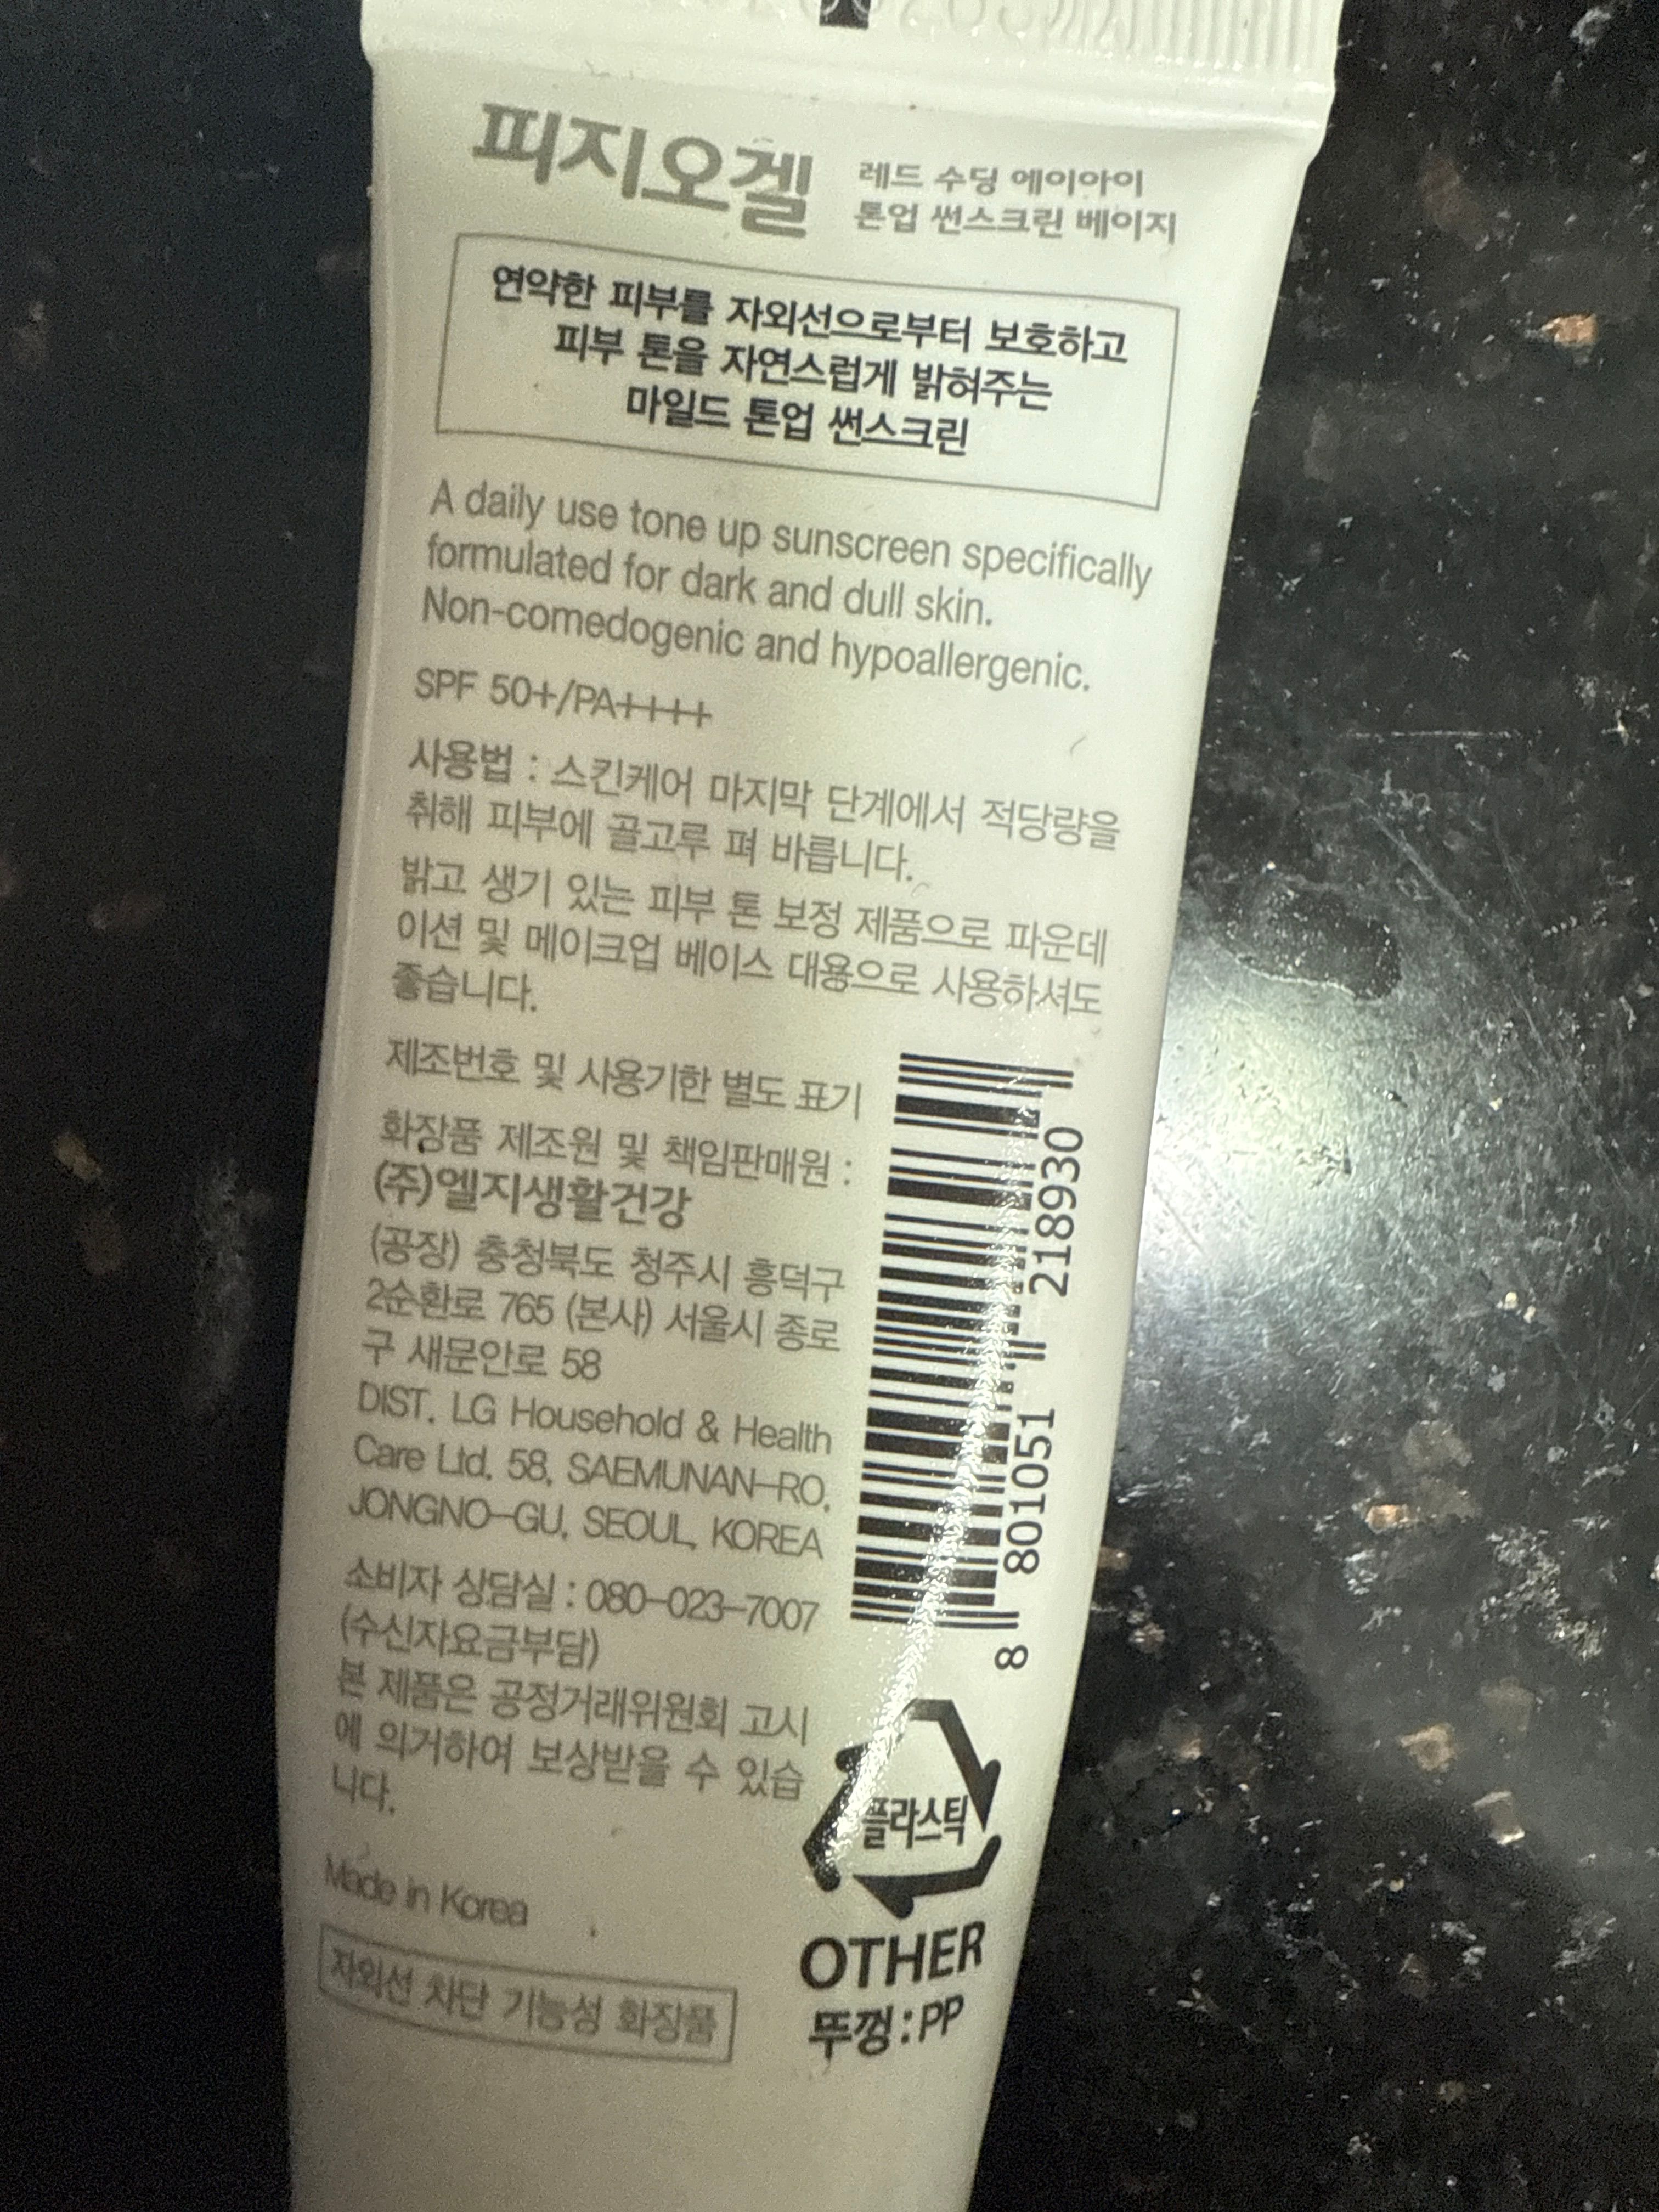 피지오겔
레드 수딩 에이아이
톤업 썬스크린 베이지
연약한 피부를 자외선으로부터 보호하고
피부 톤을 자연스럽게 밝혀주는
마일드 톤업 썬스크린
A daily use tone up sunscreen specifically
formulated for dark and dull skin.
Non-comedogenic and hypoallergenic.
SPF 50+/PA++++
사용법 : 스킨케어 마지막 단계에서 적당량을
취해 피부에 골고루 펴 바릅니다.
밝고 생기 있는 피부 톤 보정 제품으로 파운데
이션 및 메이크업 베이스 대용으로 사용하셔도
좋습니다.
제조번호 및 사용기한 별도 표기
화장품 제조원 및 책임판매원 :
(주)엘지생활건강
(공장) 충청북도 청주시 흥덕구
2순환로 765 (본사) 서울시 종로
구 새문안로 58
DIST. LG Household & Health
Care Ltd. 58, SAEMUNAN-RO,
JONGNO-GU, SEOUL, KOREA
소비자 상담실 : 080-023-7007
(수신자요금부담)
본 제품은 공정거래위원회 고시
에 의거하여 보상받을 수 있습
니다.
Made in Korea
자외선 차단 기능성 화장품
8 801051 218930
플라스틱
OTHER
뚜껑 : PP